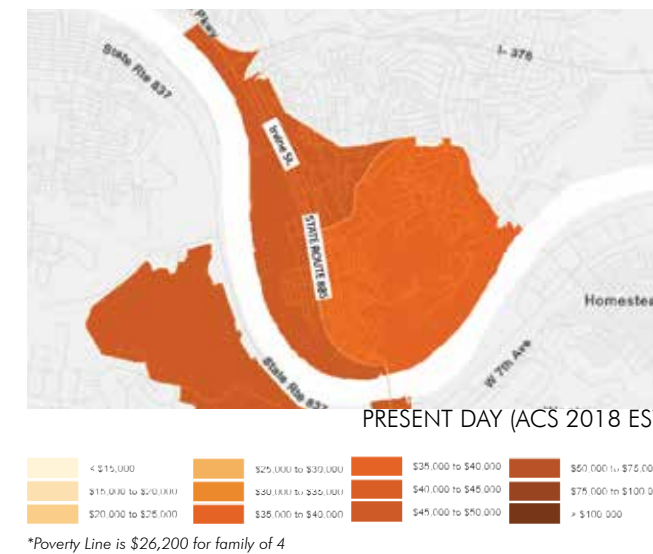 Pkwy
State Rte 837
I- 376
Irvine St.
STATE ROUTE 885
Homestea
State Rte 837
W 7th Ave
PRESENT DAY (ACS 2018 ES
< $15,000
$15,000 to $20,000
$20,000 to $25,000
$25,000 to $30,000
$30,000 to $35,000
$35,000 to $40,000
$35,000 to $40,000
$40,000 to $45,000
$45,000 to $50,000
$50,000 to $75,00
$75,000 to $100,0
> $100,000
*Poverty Line is $26,200 for family of 4